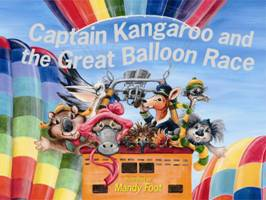 Captain Kangaroo and
the Great Balloon Race
Mandy Foot